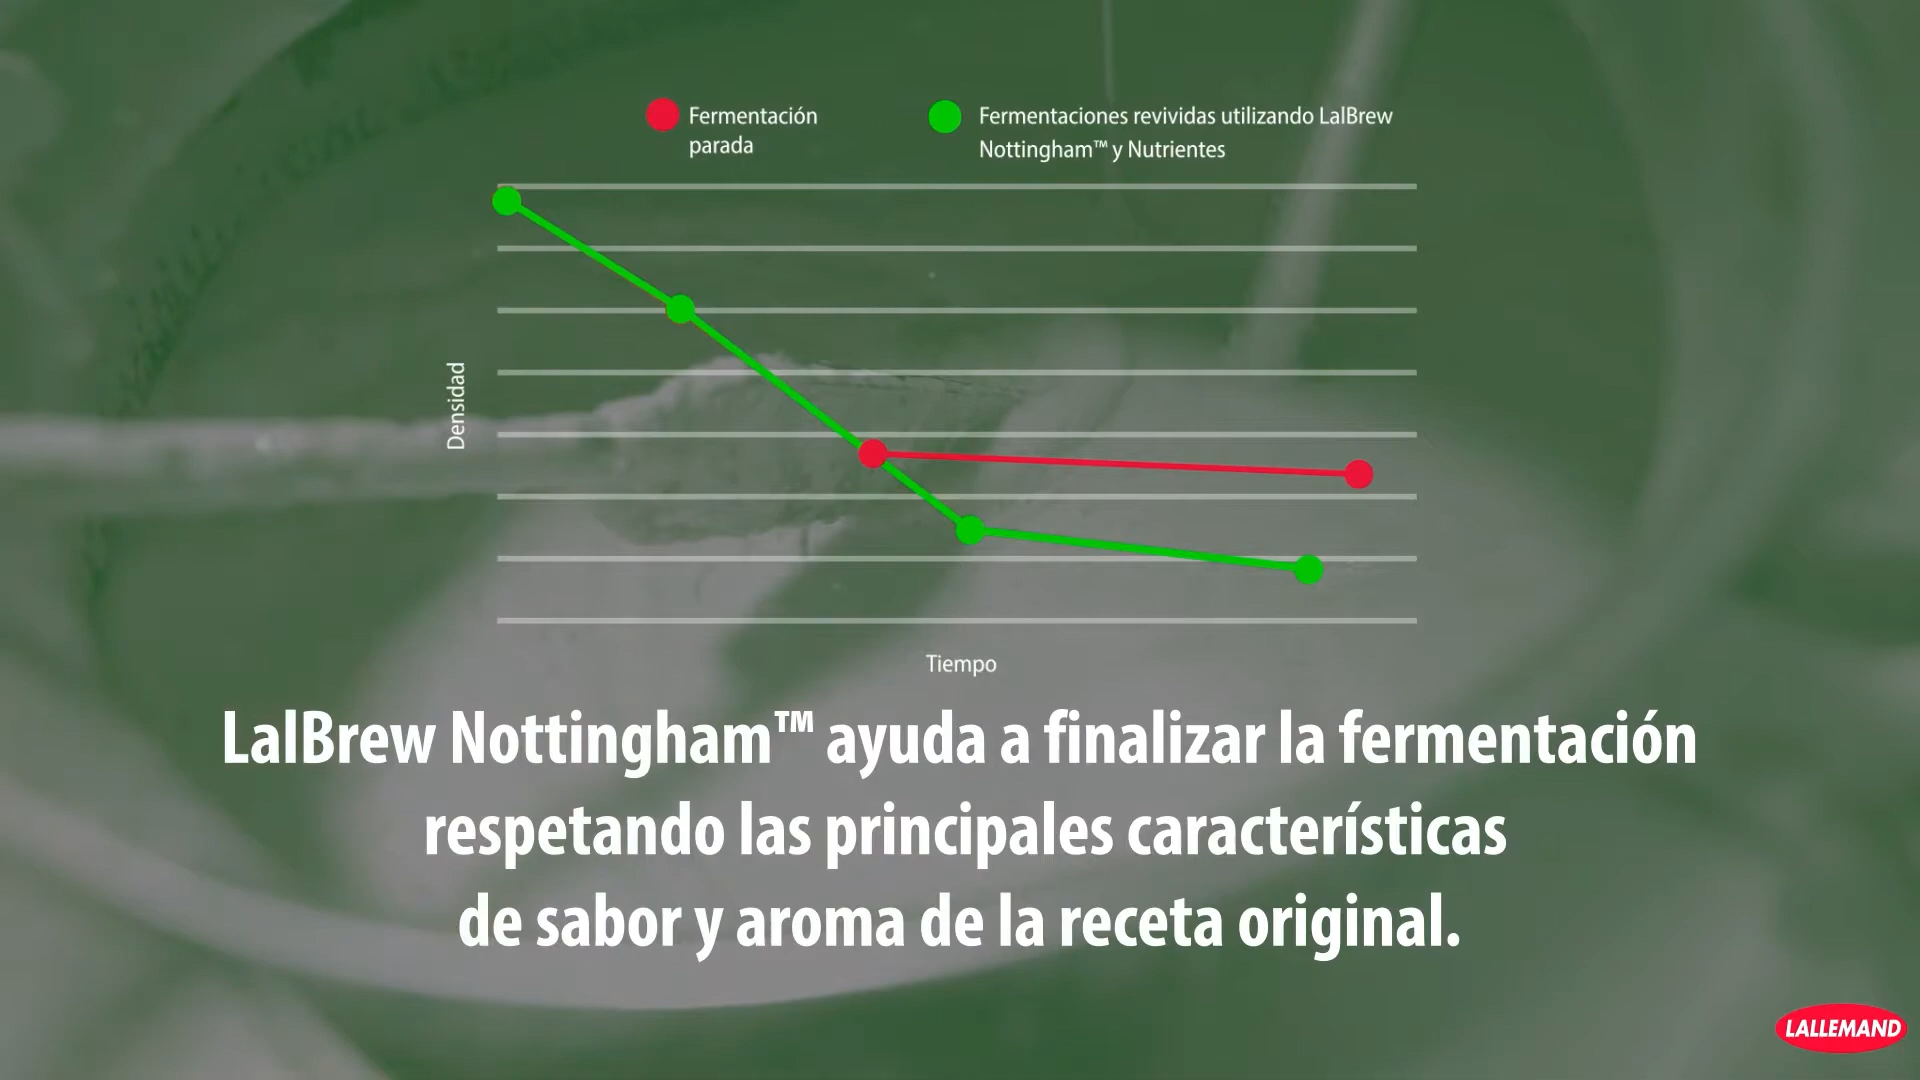 Fermentación
parada
Fermentaciones revividas utilizando LalBrew
Nottingham™ y Nutrientes
Densidad
Tiempo
LalBrew Nottingham™ ayuda a finalizar la fermentación
respetando las principales características
de sabor y aroma de la receta original.
LALLEMAND